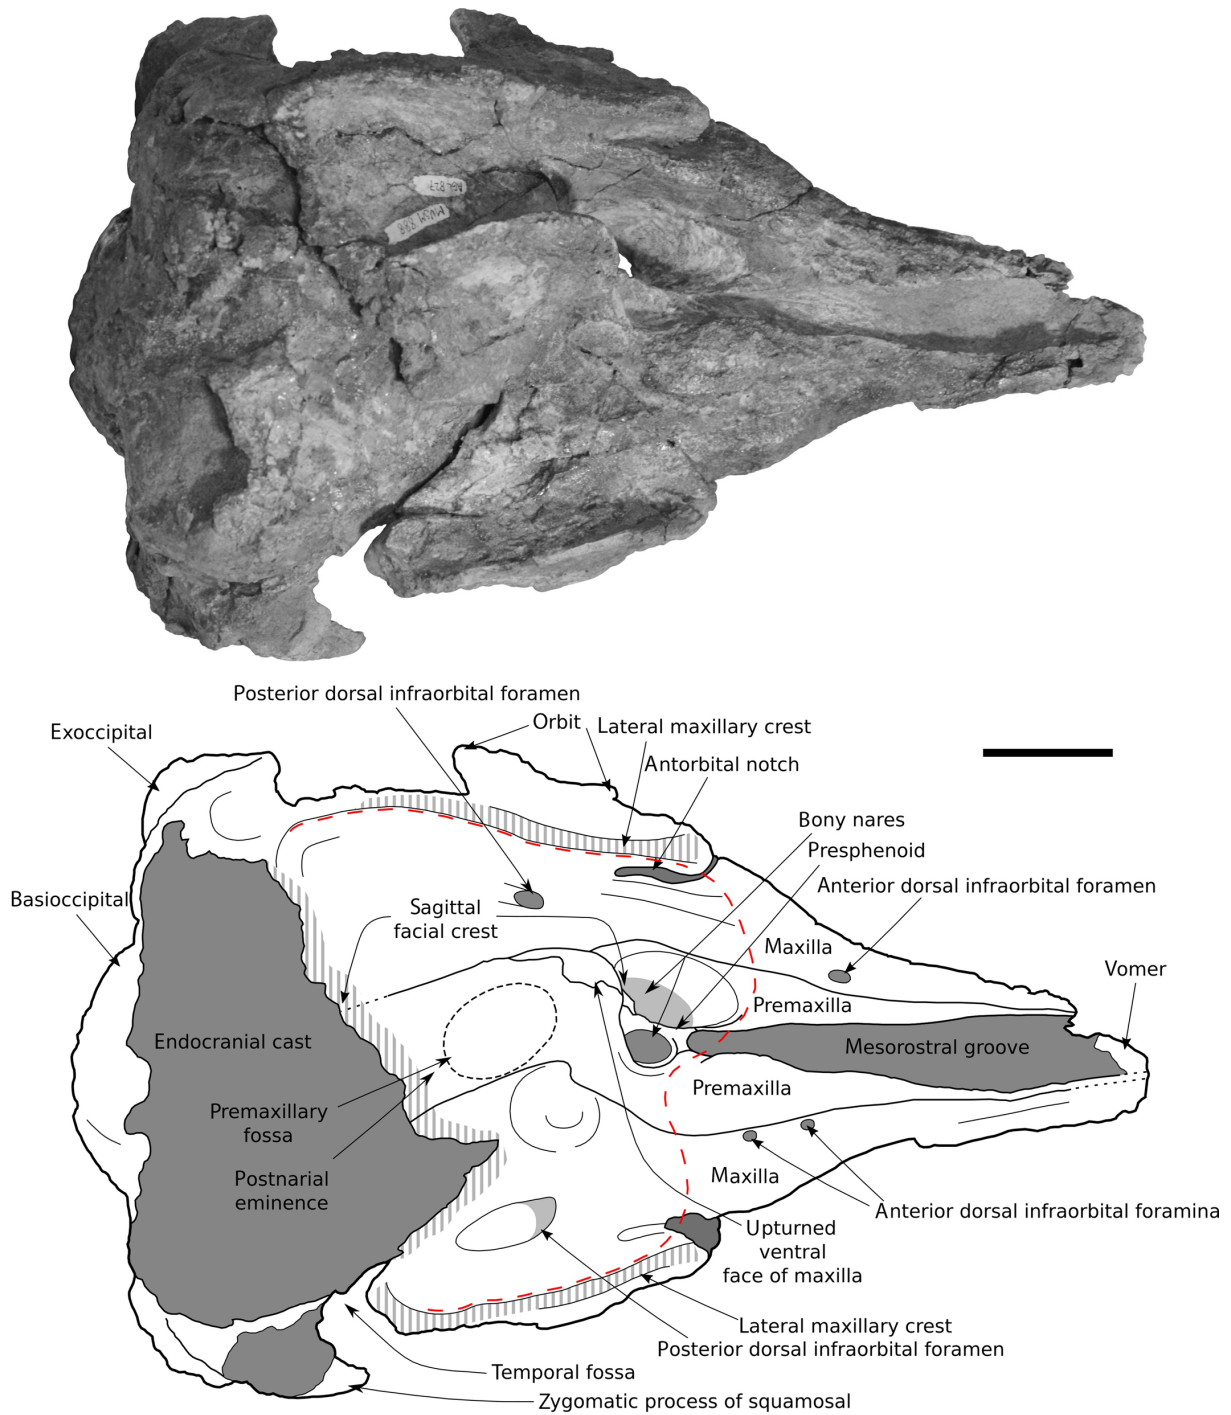 MUSM 888
Posterior dorsal infraorbital foramen
Exoccipital
Orbit
Lateral maxillary crest
Antorbital notch
Bony nares
Presphenoid
Anterior dorsal infraorbital foramen
Basioccipital
Sagittal
facial crest
Maxilla
Vomer
Premaxilla
Endocranial cast
Mesorostral groove
Premaxilla
Premaxillary
fossa
Postnarial
eminence
Maxilla
Anterior dorsal infraorbital foramina
Upturned
ventral
face of maxilla
Lateral maxillary crest
Posterior dorsal infraorbital foramen
Temporal fossa
Zygomatic process of squamosal